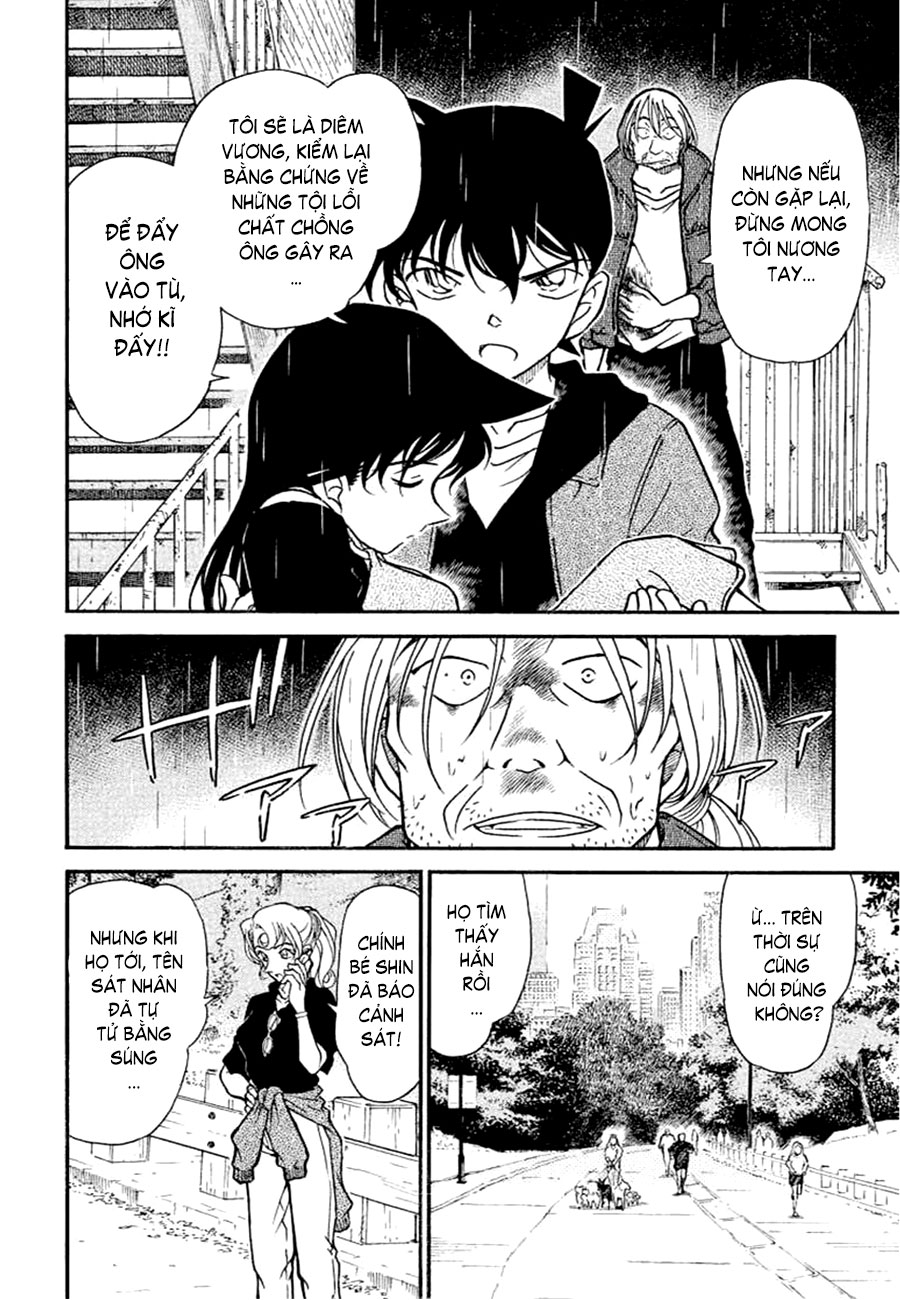 NHƯNG NẾU
CÒN GẶP LẠI,
ĐỪNG MONG
TÔI NƯƠNG
TAY...
TÔI SẼ LÀ DIÊM
VƯƠNG, KIỂM LẠI
BẰNG CHỨNG VỀ
NHỮNG TỘI LỖI
CHẤT CHỒNG
ÔNG GÂY RA
...
ĐỂ ĐẨY
ÔNG
VÀO TÙ,
NHỚ KĨ
ĐẤY!!
Ừ... TRÊN
THỜI SỰ
CŨNG
NÓI ĐÚNG
KHÔNG?
HỌ TÌM
THẤY
HẮN
RỒI
...
CHÍNH
BÉ SHIN
ĐÃ BÁO
CẢNH
SÁT!
NHƯNG KHI
HỌ TỚI, TÊN
SÁT NHÂN
ĐÃ TỰ
TỬ BẰNG
SÚNG
...